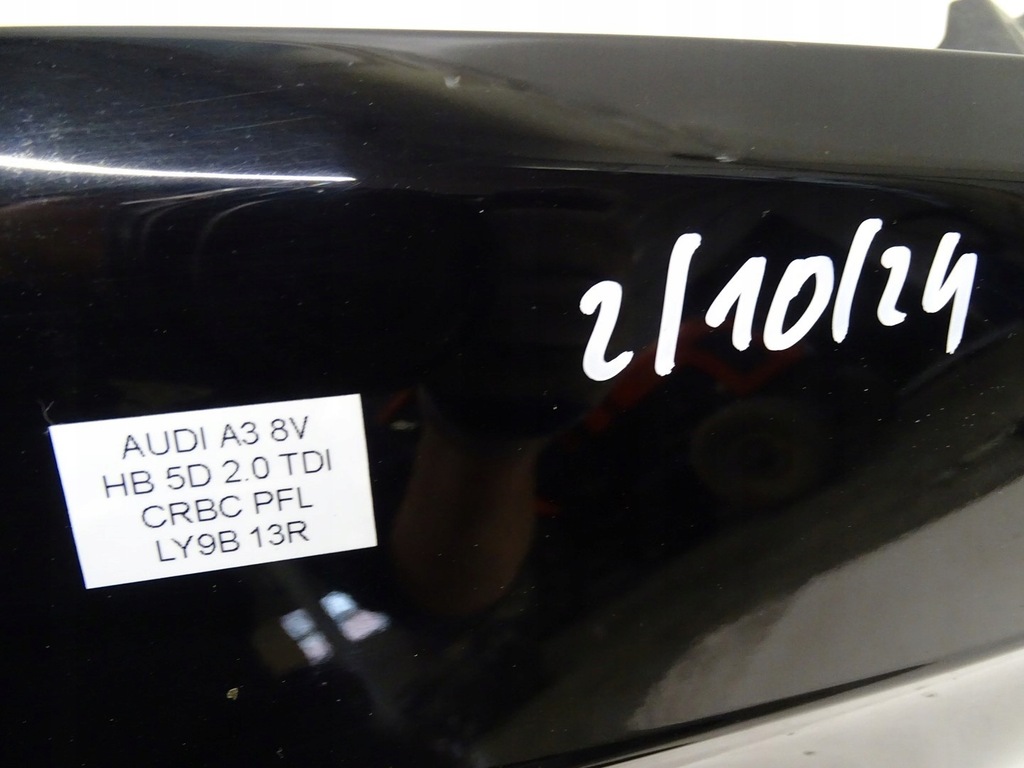 2/10/24
AUDI A3 8V
HB 5D 2.0 TDI
CRBC PFL
LY9B 13R